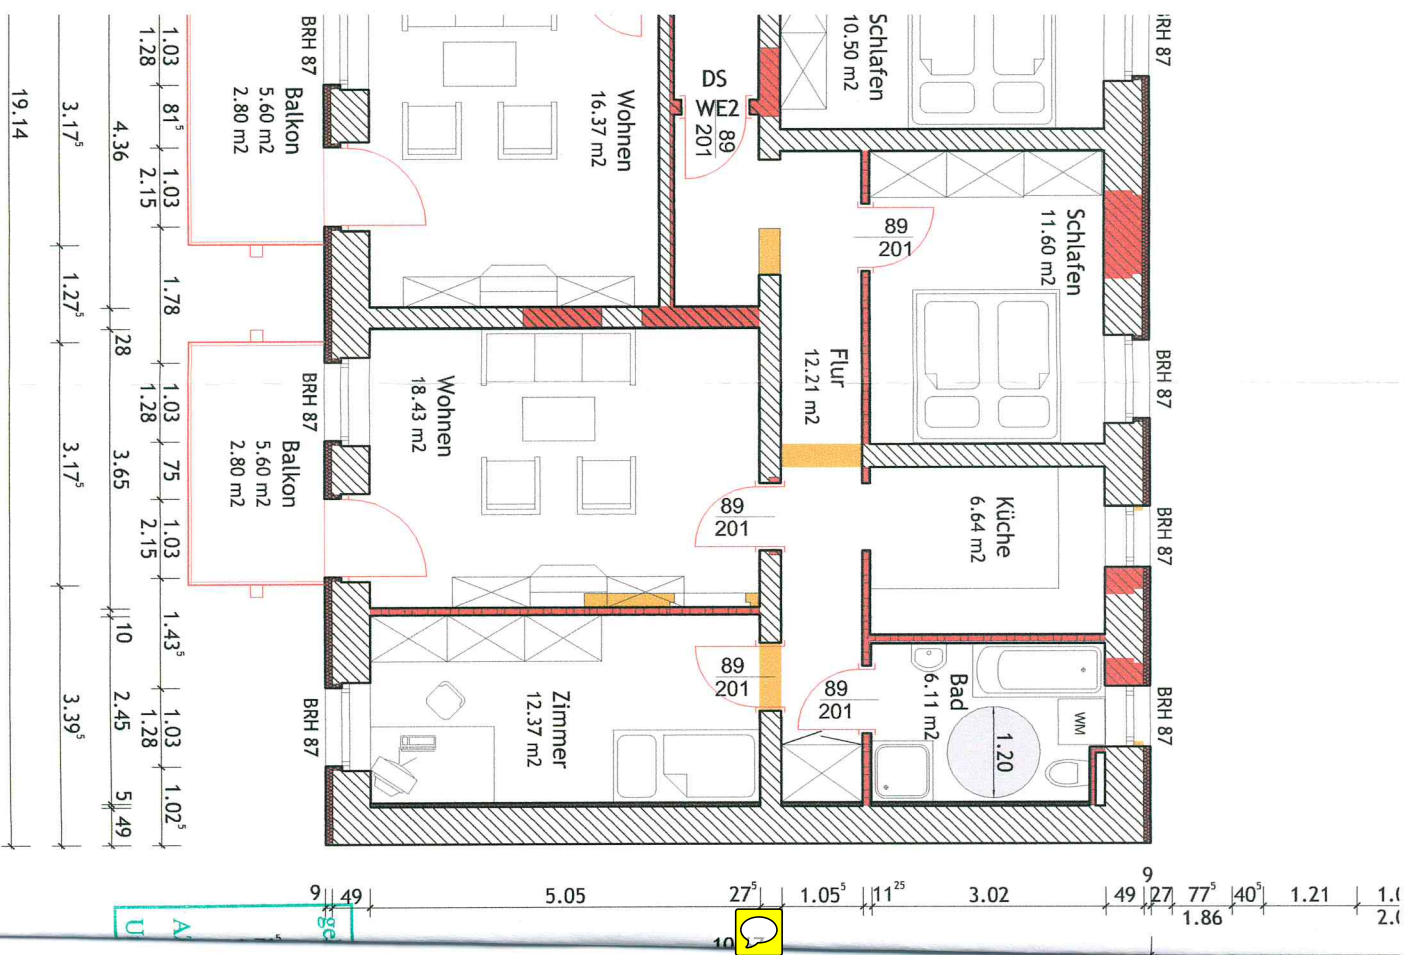 Schlafen
10.50 m2
BRH 87
DS
WE2
89
201
Wohnen
16.37 m2
BRH 87
Balkon
5.60 m2
2.80 m2
Schlafen
11.60 m2
BRH 87
89
201
Flur
12.21 m2
Wohnen
18.43 m2
BRH 87
Balkon
5.60 m2
2.80 m2
89
201
Küche
6.64 m2
BRH 87
Zimmer
12.37 m2
BRH 87
89
201
89
201
Bad
6.11 m2
WM
1.20
BRH 87
1.03
1.28
81⁵
1.03
2.15
1.78
1.03
1.28
75
1.03
2.15
1.43⁵
1.03
1.28
1.02⁵
4.36
28
3.65
10
2.45
5
49
3.17⁵
1.27⁵
3.17⁵
3.39⁵
19.14
9
49
5.05
27⁵
1.05⁵
11²⁵
3.02
49
9
27
77⁵
40⁵
1.21
1.86
ge